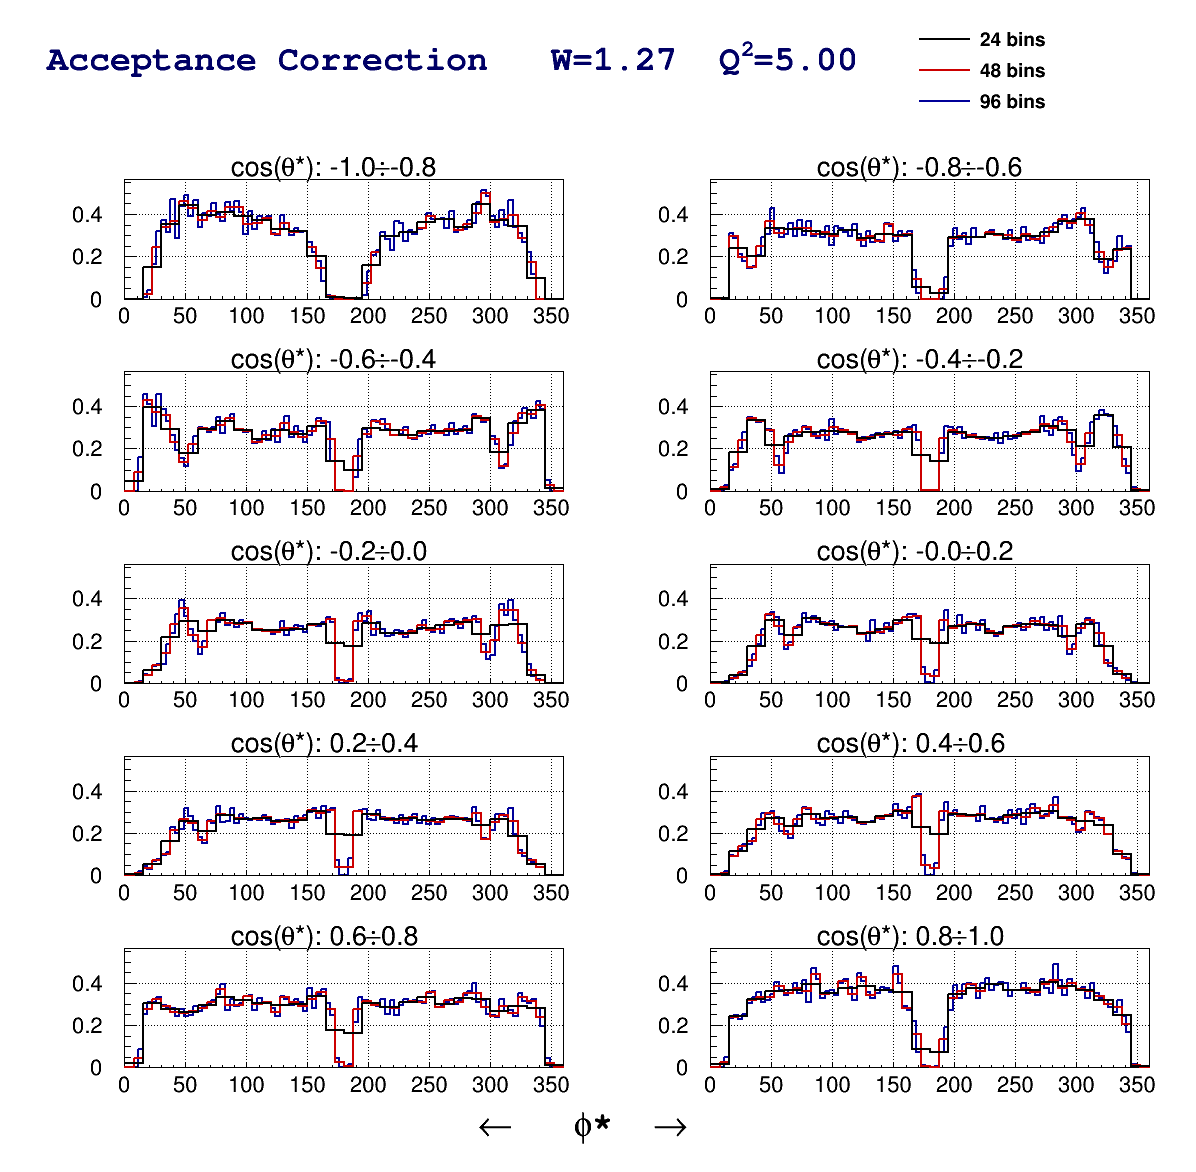 Acceptance Correction W=1.27 Q²=5.00
24 bins
48 bins
96 bins
cos(θ*): -1.0÷-0.8
cos(θ*): -0.8÷-0.6
0.4
0.2
0
0 50 100 150 200 250 300 350
0.4
0.2
0
0 50 100 150 200 250 300 350
cos(θ*): -0.6÷-0.4
cos(θ*): -0.4÷-0.2
0.4
0.2
0
0 50 100 150 200 250 300 350
0.4
0.2
0
0 50 100 150 200 250 300 350
cos(θ*): -0.2÷0.0
cos(θ*): -0.0÷0.2
0.4
0.2
0
0 50 100 150 200 250 300 350
0.4
0.2
0
0 50 100 150 200 250 300 350
cos(θ*): 0.2÷0.4
cos(θ*): 0.4÷0.6
0.4
0.2
0
0 50 100 150 200 250 300 350
0.4
0.2
0
0 50 100 150 200 250 300 350
cos(θ*): 0.6÷0.8
cos(θ*): 0.8÷1.0
0.4
0.2
0
0 50 100 150 200 250 300 350
0.4
0.2
0
0 50 100 150 200 250 300 350
← ϕ* →